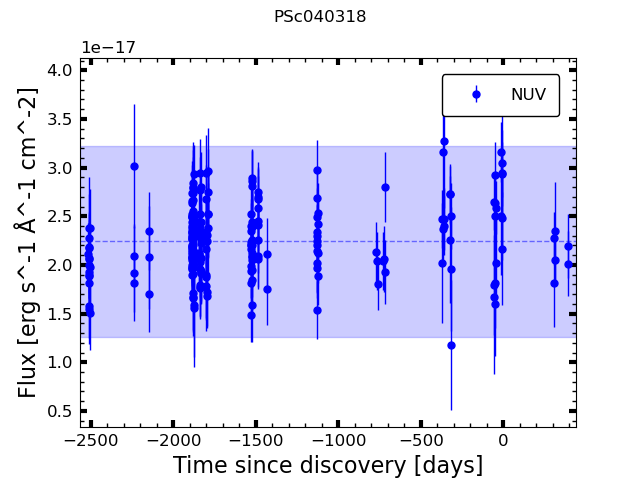 PSc040318
1e−17
NUV
4.0
3.5
3.0
2.5
2.0
1.5
1.0
0.5
Flux [erg s^-1 Å^-1 cm^-2]
−2500 −2000 −1500 −1000 −500 0
Time since discovery [days]